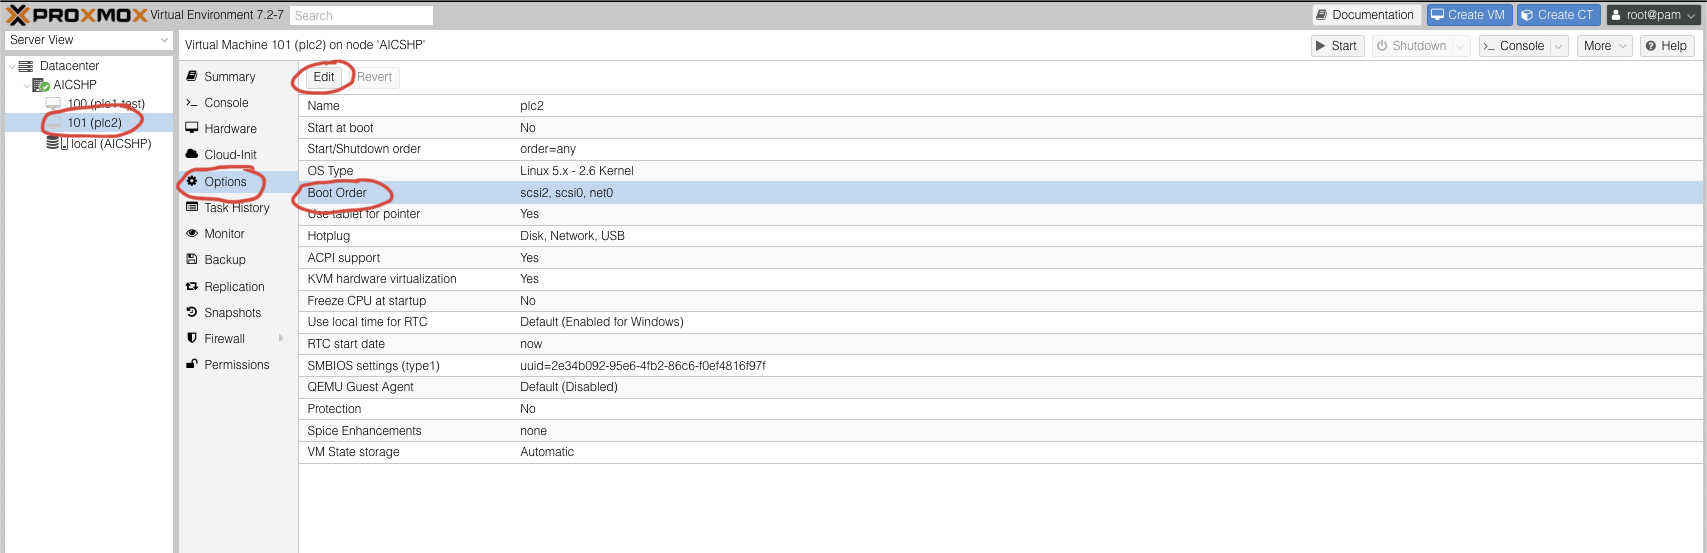 PROXMOX Virtual Environment 7.2-7 Search Documentation Create VM Create CT root@pam
Server View
Datacenter
AICSHP
100 (plc1-test)
101 (plc2)
local (AICSHP)
Virtual Machine 101 (plc2) on node 'AICSHP' Start Shutdown Console More Help
Summary
Console
Hardware
Cloud-Init
Options
Task History
Monitor
Backup
Replication
Snapshots
Firewall
Permissions
Edit Revert
Name plc2
Start at boot No
Start/Shutdown order order=any
OS Type Linux 5.x - 2.6 Kernel
Boot Order scsi2, scsi0, net0
Use tablet for pointer Yes
Hotplug Disk, Network, USB
ACPI support Yes
KVM hardware virtualization Yes
Freeze CPU at startup No
Use local time for RTC Default (Enabled for Windows)
RTC start date now
SMBIOS settings (type1) uuid=2e34b092-95e6-4fb2-86c6-f0ef4816f97f
QEMU Guest Agent Default (Disabled)
Protection No
Spice Enhancements none
VM State storage Automatic